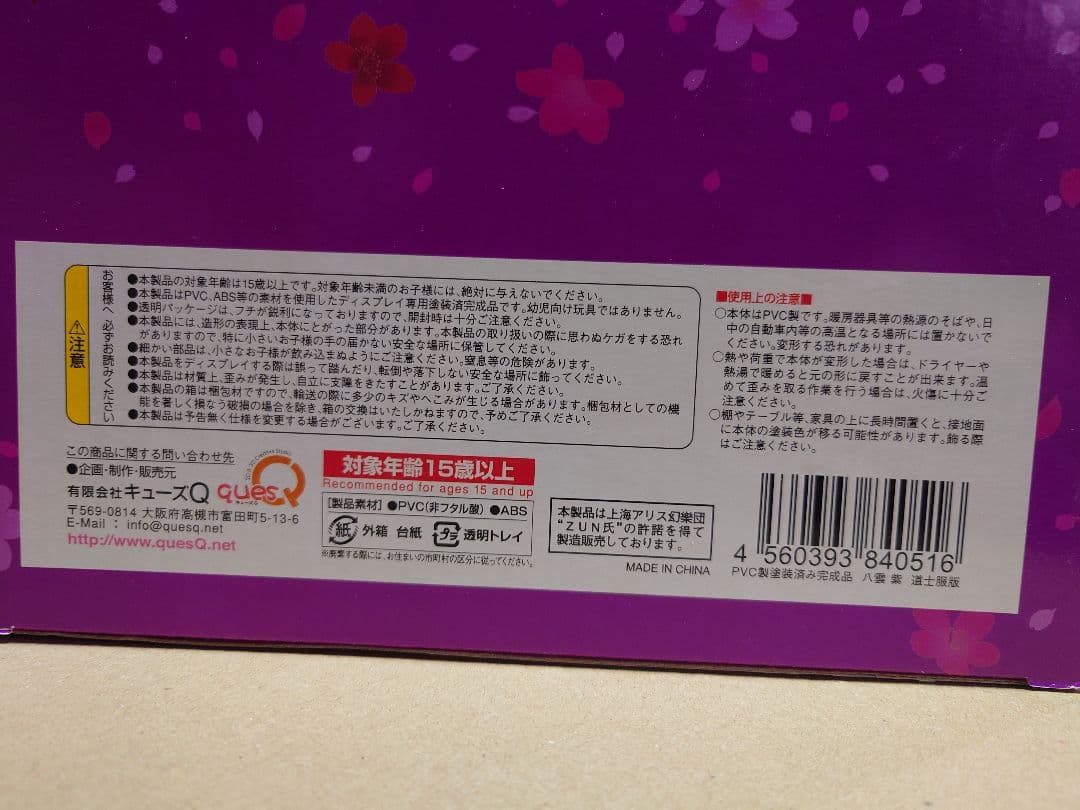 ⚠注意
お客様へ 必ずお読みください
●本製品の対象年齢は15歳以上です。対象年齢未満のお子様には、絶対に与えないでください。
●本製品はPVC、ABS等の素材を使用したディスプレイ専用塗装済完成品です。幼児向け玩具ではありません。
●透明パッケージは、フチが鋭利になっておりますので、開封時は十分ご注意ください。
●本製品には、造形の表現上、本体にとがった部分があります。本製品の取り扱いの際に思わぬケガをする恐れ
がありますので、特に小さいお子様の手の届かない安全な場所に保管してください。
●細かい部品は、小さなお子様が飲み込まぬようにご注意ください。窒息等の危険があります。
●本製品をディスプレイする際は誤って踏んだり、転倒や落下しない安全な場所に飾ってください。
●本製品は材質上、歪みが発生し、自立に支障をきたすことがあります。ご了承ください。
●本製品の箱は梱包材ですので、輸送の際に多少のキズやへこみが生じる場合があります。梱包材としての機
能を著しく損なう破損の場合を除き、箱の交換はいたしかねますので、予めご了承ください。
●本製品は予告無く仕様を変更する場合がございます。ご了承ください。
■使用上の注意■
○本体はPVC製です。暖房器具等の熱源のそばや、日
中の自動車内等の高温となる場所には置かないで
ください。変形する恐れがあります。
○熱や荷重で本体が変形した場合は、ドライヤーや
熱湯で暖めると元の形に戻すことが出来ます。温
めて歪みを取る作業を行う場合は、火傷に十分ご
注意ください。
○棚やテーブル等、家具の上に長時間置くと、接地面
に本体の塗装色が移る可能性があります。飾る際
はご注意ください。
この商品に関する問い合わせ先
●企画・制作・販売元
有限会社キューズQ
quesQ
キューズQ
〒569-0814 大阪府高槻市富田町5-13-6
E-Mail : info@quesq.net
http://www.quesQ.net
対象年齢15歳以上
Recommended for ages 15 and up
[製品素材] ●PVC(非フタル酸) ●ABS
紙 外箱 台紙 プラ 透明トレイ
※廃棄する際には、お住まいの市町村の区分に従ってください。
本製品は上海アリス幻樂団
“ZUN氏”の許諾を得て
製造販売しております。
MADE IN CHINA
4 560393 840516
PVC製塗装済み完成品 八雲 紫 道士服版